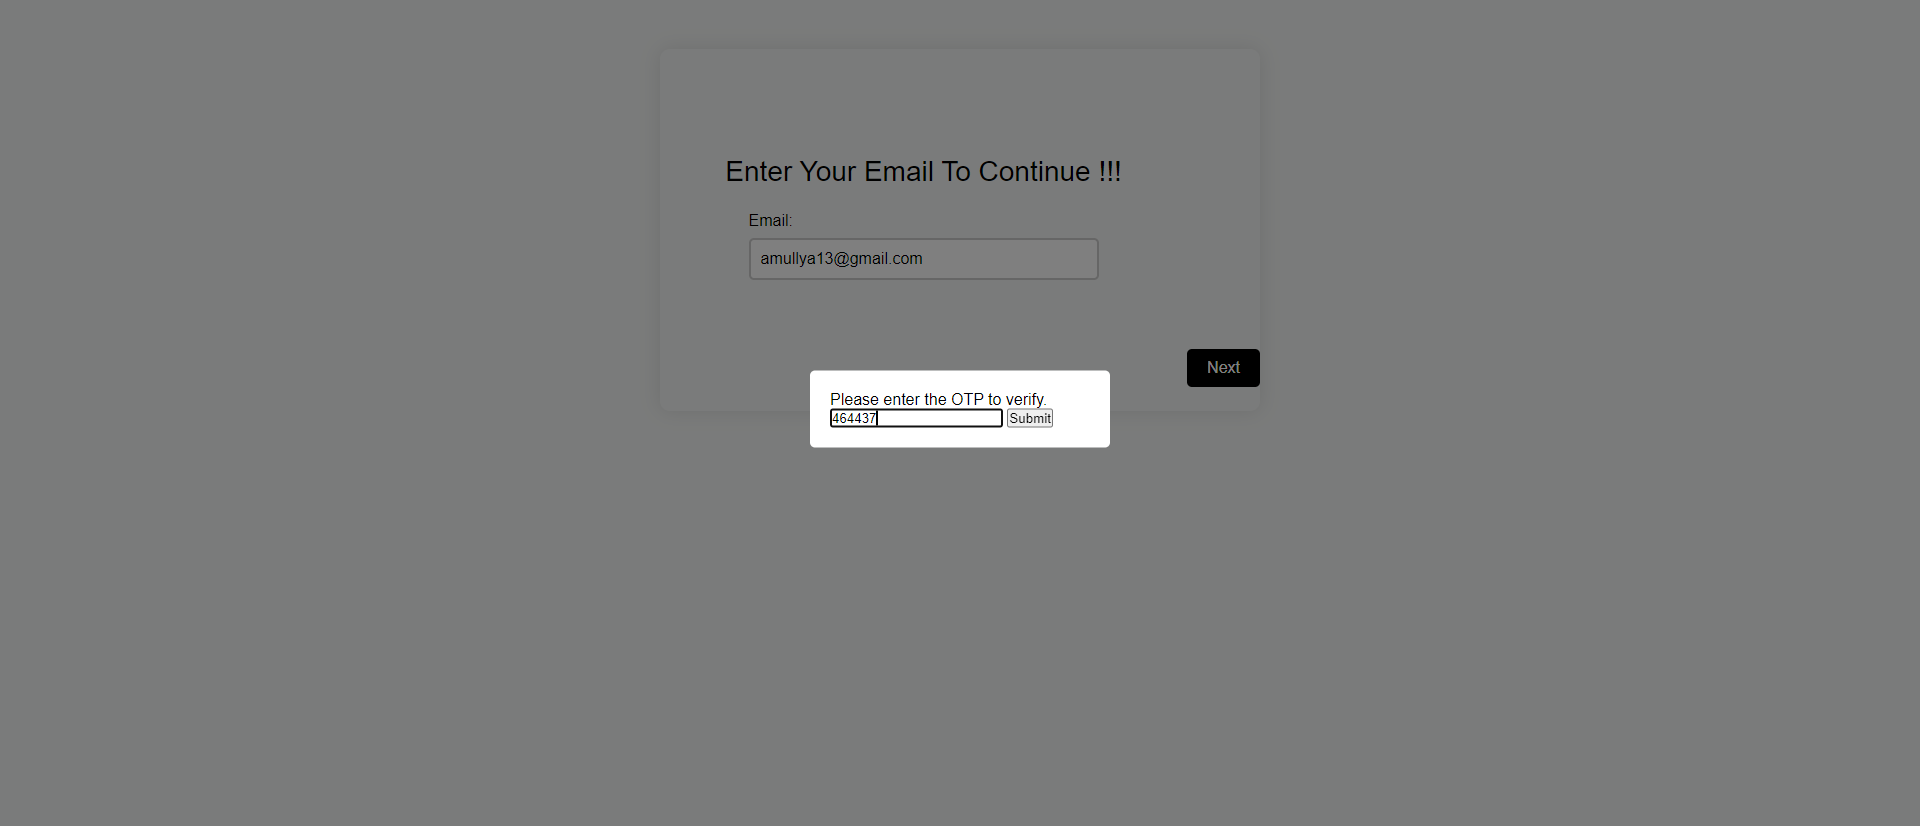 Enter Your Email To Continue !!!
Email:
amullya13@gmail.com
Next
Please enter the OTP to verify.
464437 Submit